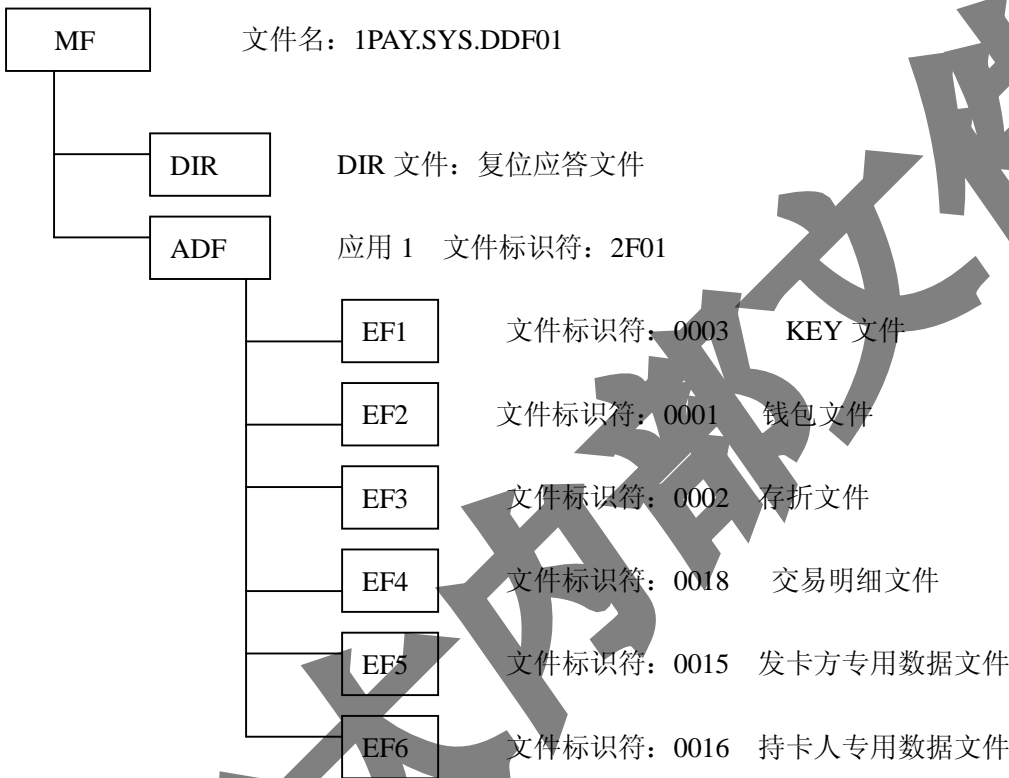 MF 文件名：1PAY.SYS.DDF01
DIR DIR 文件：复位应答文件
ADF 应用 1 文件标识符：2F01
EF1 文件标识符：0003 KEY 文件
EF2 文件标识符：0001 钱包文件
EF3 文件标识符：0002 存折文件
EF4 文件标识符：0018 交易明细文件
EF5 文件标识符：0015 发卡方专用数据文件
EF6 文件标识符：0016 持卡人专用数据文件
内部文